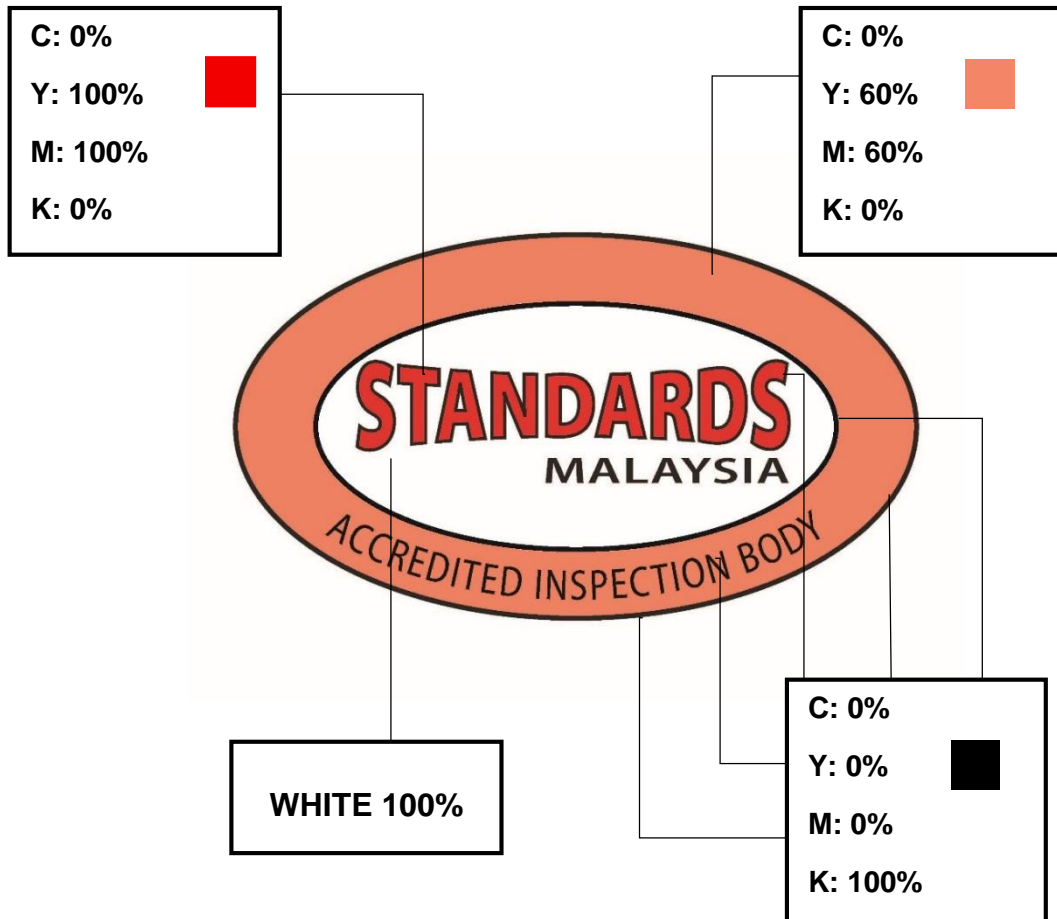 C: 0%
Y: 100%
M: 100%
K: 0%
C: 0%
Y: 60%
M: 60%
K: 0%
STANDARDS
MALAYSIA
ACCREDITED INSPECTION BODY
WHITE 100%
C: 0%
Y: 0%
M: 0%
K: 100%